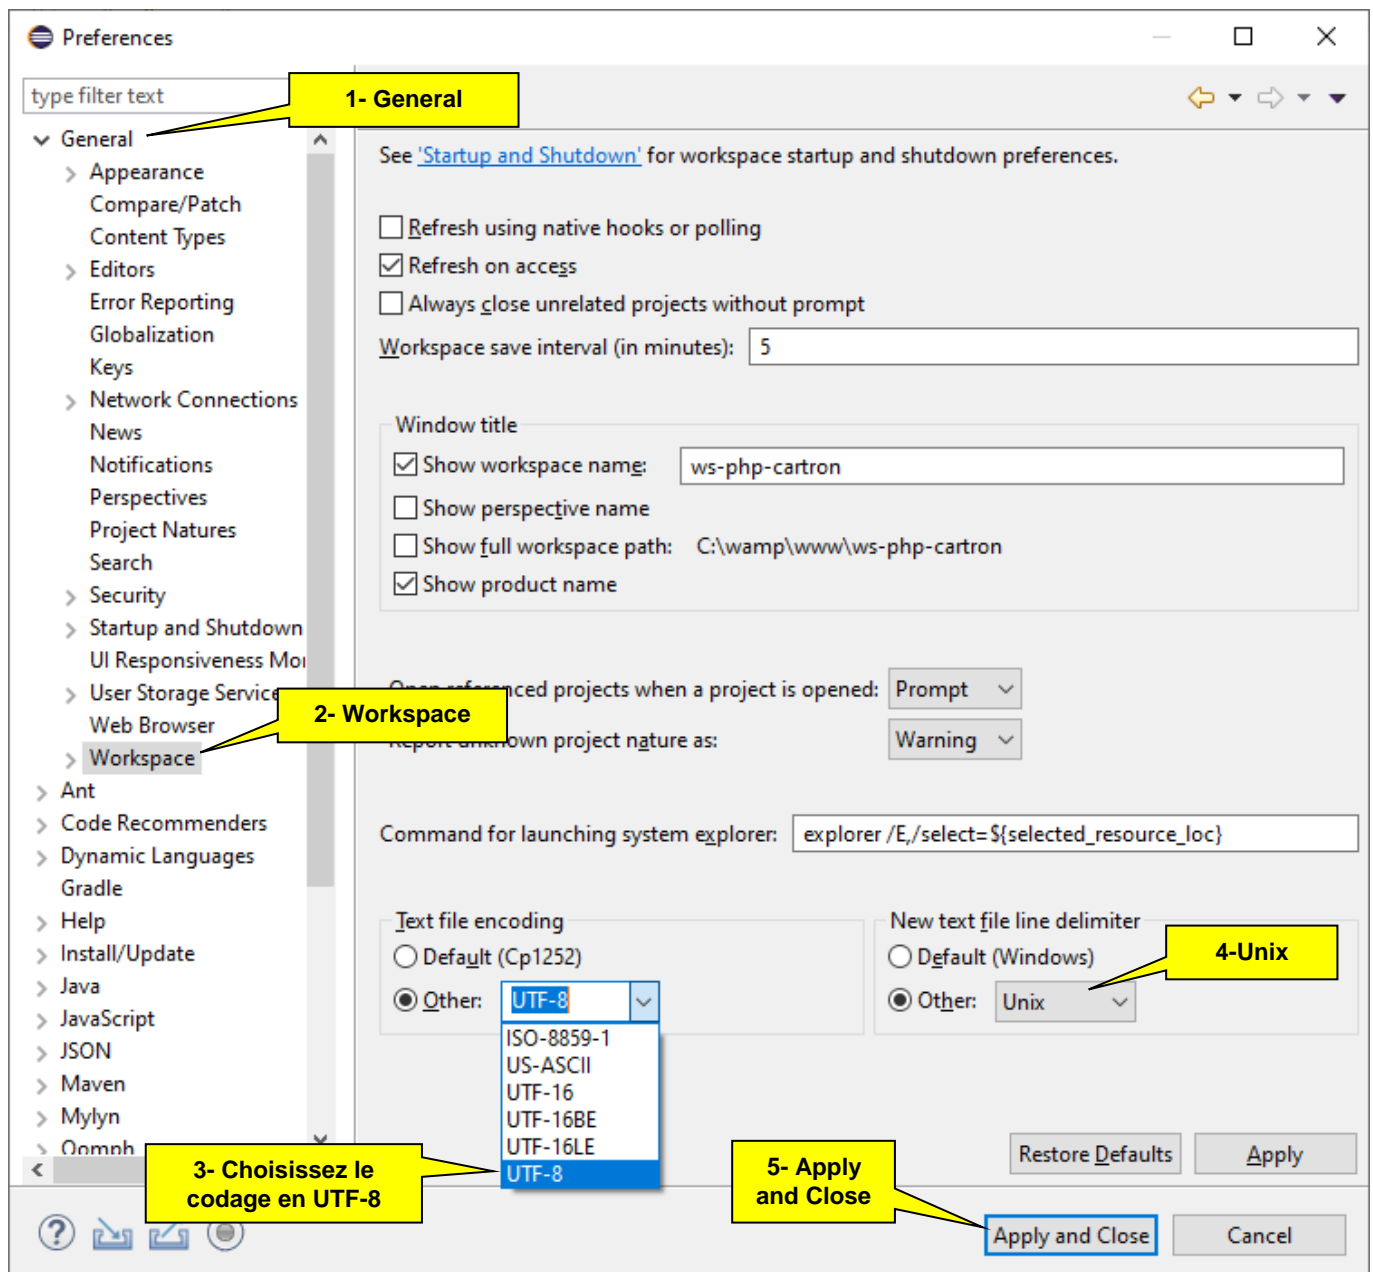 Preferences
type filter text
1- General
General
Appearance
Compare/Patch
Content Types
Editors
Error Reporting
Globalization
Keys
Network Connections
News
Notifications
Perspectives
Project Natures
Search
Security
Startup and Shutdown
UI Responsiveness Mo
User Storage Service
Web Browser
Workspace
Ant
Code Recommenders
Dynamic Languages
Gradle
Help
Install/Update
Java
JavaScript
JSON
Maven
Mylyn
Oomph
2- Workspace
See 'Startup and Shutdown' for workspace startup and shutdown preferences.
Refresh using native hooks or polling
Refresh on access
Always close unrelated projects without prompt
Workspace save interval (in minutes): 5
Window title
Show workspace name: ws-php-cartron
Show perspective name
Show full workspace path: C:\wamp\www\ws-php-cartron
Show product name
Open referenced projects when a project is opened: Prompt
Report unknown project nature as: Warning
Command for launching system explorer: explorer /E,/select=${selected_resource_loc}
Text file encoding
Default (Cp1252)
Other: UTF-8
ISO-8859-1
US-ASCII
UTF-16
UTF-16BE
UTF-16LE
UTF-8
New text file line delimiter
Default (Windows)
Other: Unix
4-Unix
3- Choisissez le
codage en UTF-8
5- Apply
and Close
Restore Defaults
Apply
?
Apply and Close
Cancel